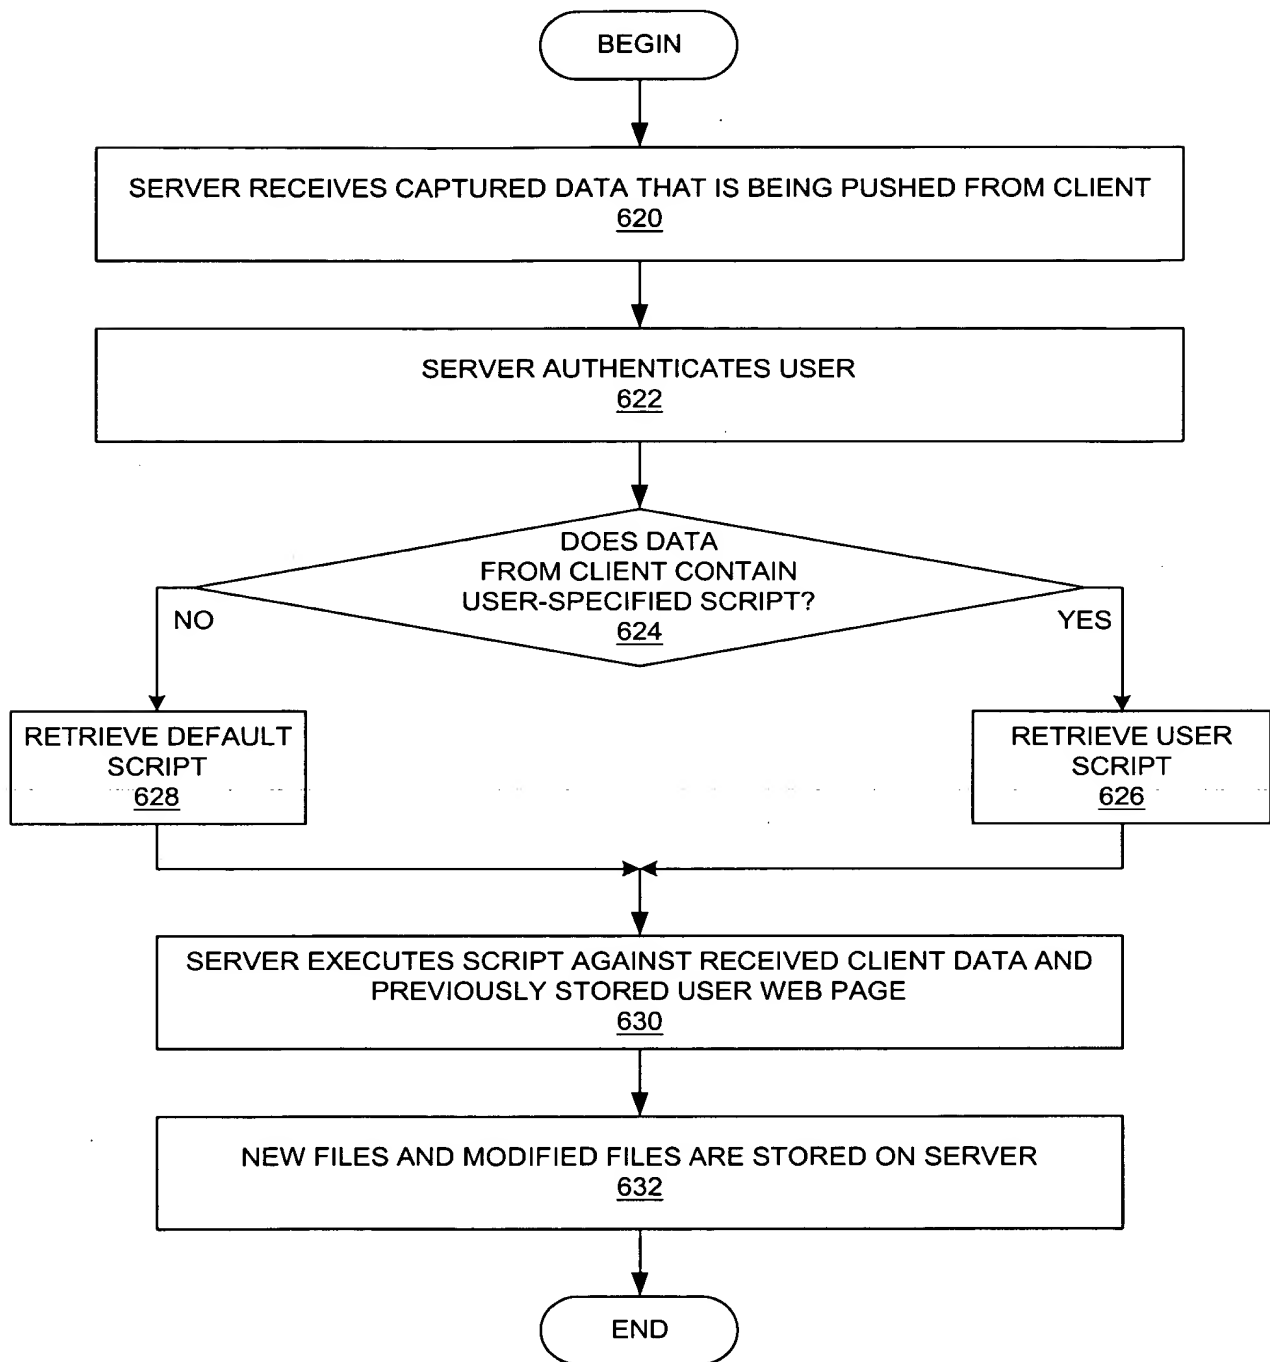 BEGIN
SERVER RECEIVES CAPTURED DATA THAT IS BEING PUSHED FROM CLIENT
620
SERVER AUTHENTICATES USER
622
DOES DATA
FROM CLIENT CONTAIN
USER-SPECIFIED SCRIPT?
624
NO
YES
RETRIEVE DEFAULT
SCRIPT
628
RETRIEVE USER
SCRIPT
626
SERVER EXECUTES SCRIPT AGAINST RECEIVED CLIENT DATA AND
PREVIOUSLY STORED USER WEB PAGE
630
NEW FILES AND MODIFIED FILES ARE STORED ON SERVER
632
END